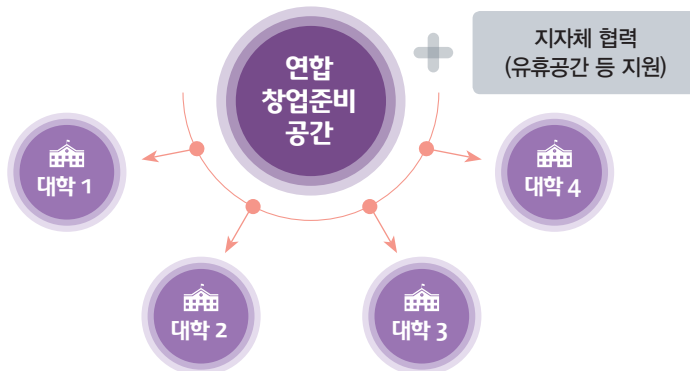 연합
창업준비
공간
지자체 협력
(유휴공간 등 지원)
대학 1
대학 4
대학 2
대학 3